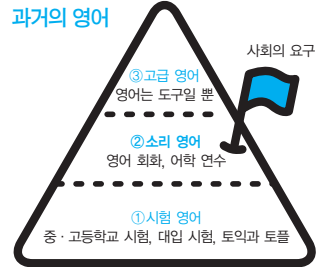 과거의 영어
사회의 요구
③고급 영어
영어는 도구일 뿐
②소리 영어
영어 회화, 어학 연수
①시험 영어
중·고등학교 시험, 대입 시험, 토익과 토플